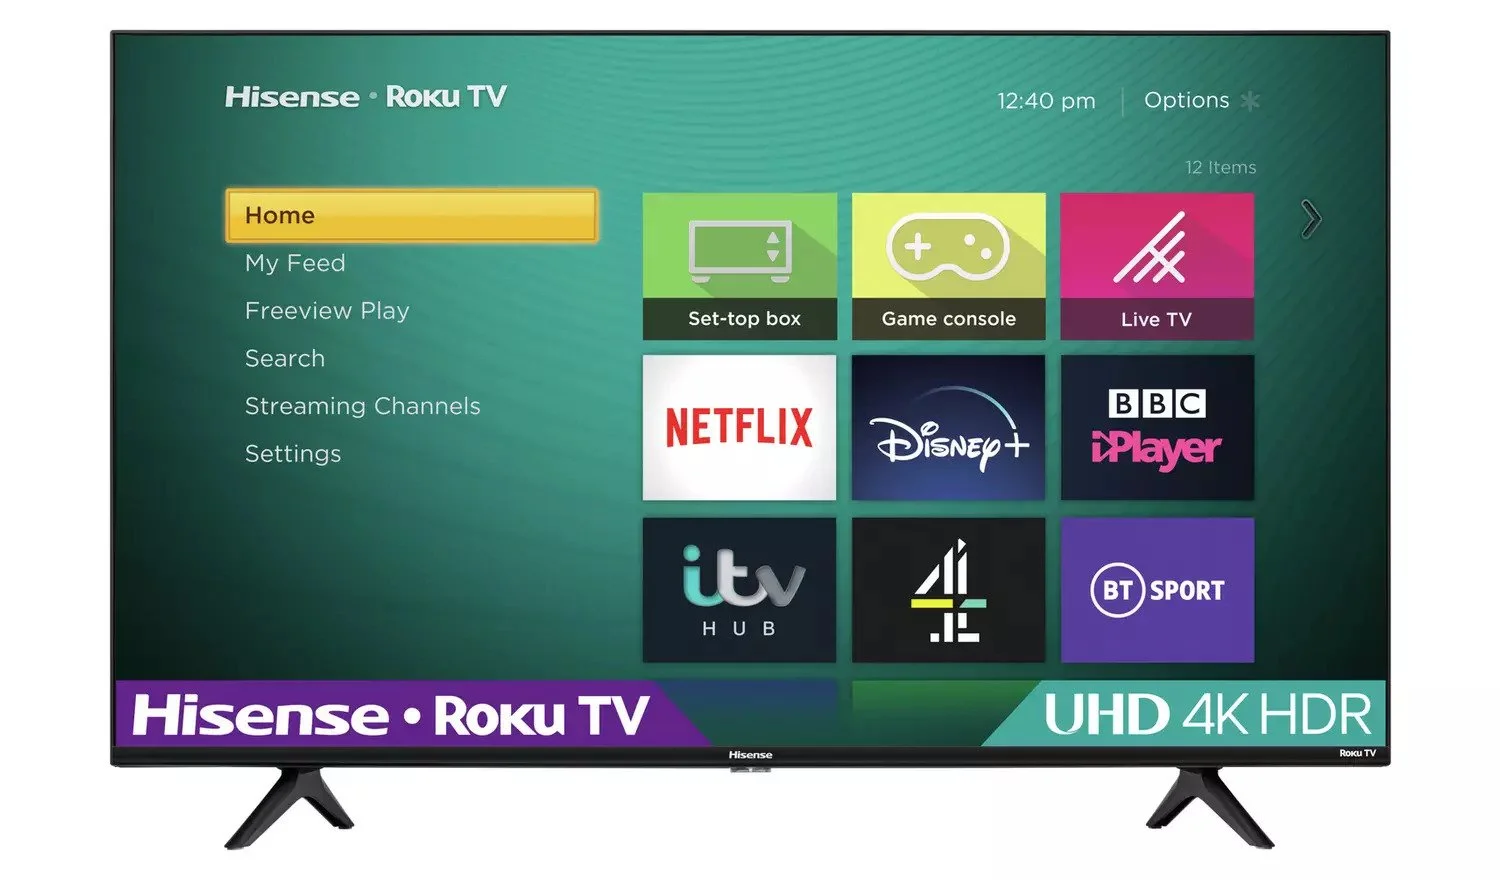 Hisense • Roku TV
12:40 pm
Options *
12 Items
Home
My Feed
Freeview Play
Search
Streaming Channels
Settings
Set-top box
Game console
Live TV
NETFLIX
Disney+
BBC
iPlayer
itv
HUB
4
BT SPORT
Hisense • Roku TV
UHD 4K HDR
Hisense
Roku TV